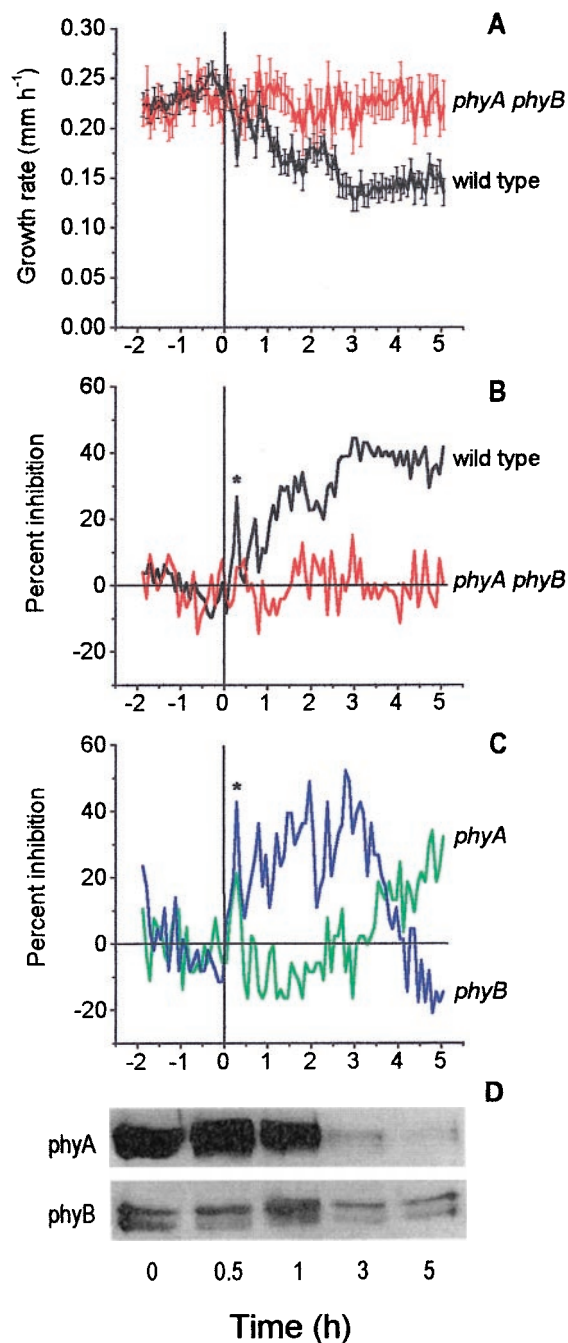 A
Growth rate (mm h⁻¹)
0.30
0.25
0.20
0.15
0.10
0.05
0.00
phyA phyB
wild type
-2 -1 0 1 2 3 4 5
B
Percent inhibition
60
40
20
0
-20
*
wild type
phyA phyB
-2 -1 0 1 2 3 4 5
C
Percent inhibition
60
40
20
0
-20
*
phyA
phyB
-2 -1 0 1 2 3 4 5
D
phyA
phyB
0 0.5 1 3 5
Time (h)